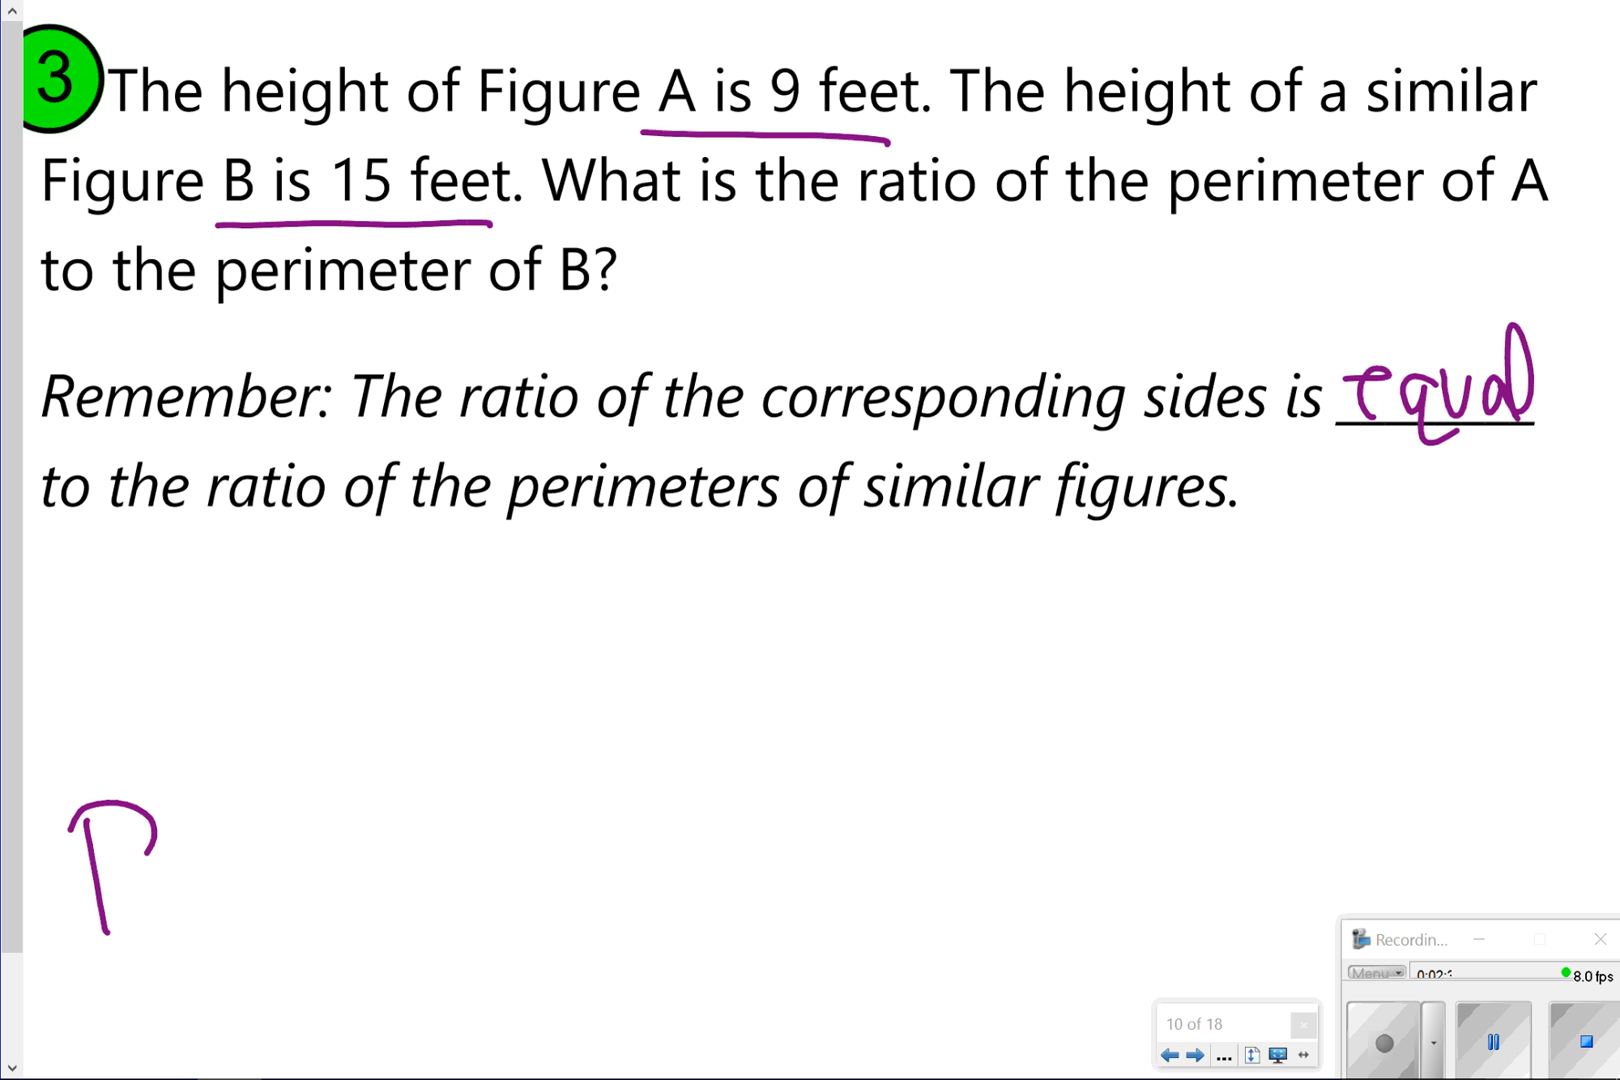 3 The height of Figure A is 9 feet. The height of a similar
Figure B is 15 feet. What is the ratio of the perimeter of A
to the perimeter of B?
Remember: The ratio of the corresponding sides is equal
to the ratio of the perimeters of similar figures.
P
Recordin...
Menu
8.0 fps
10 of 18
...